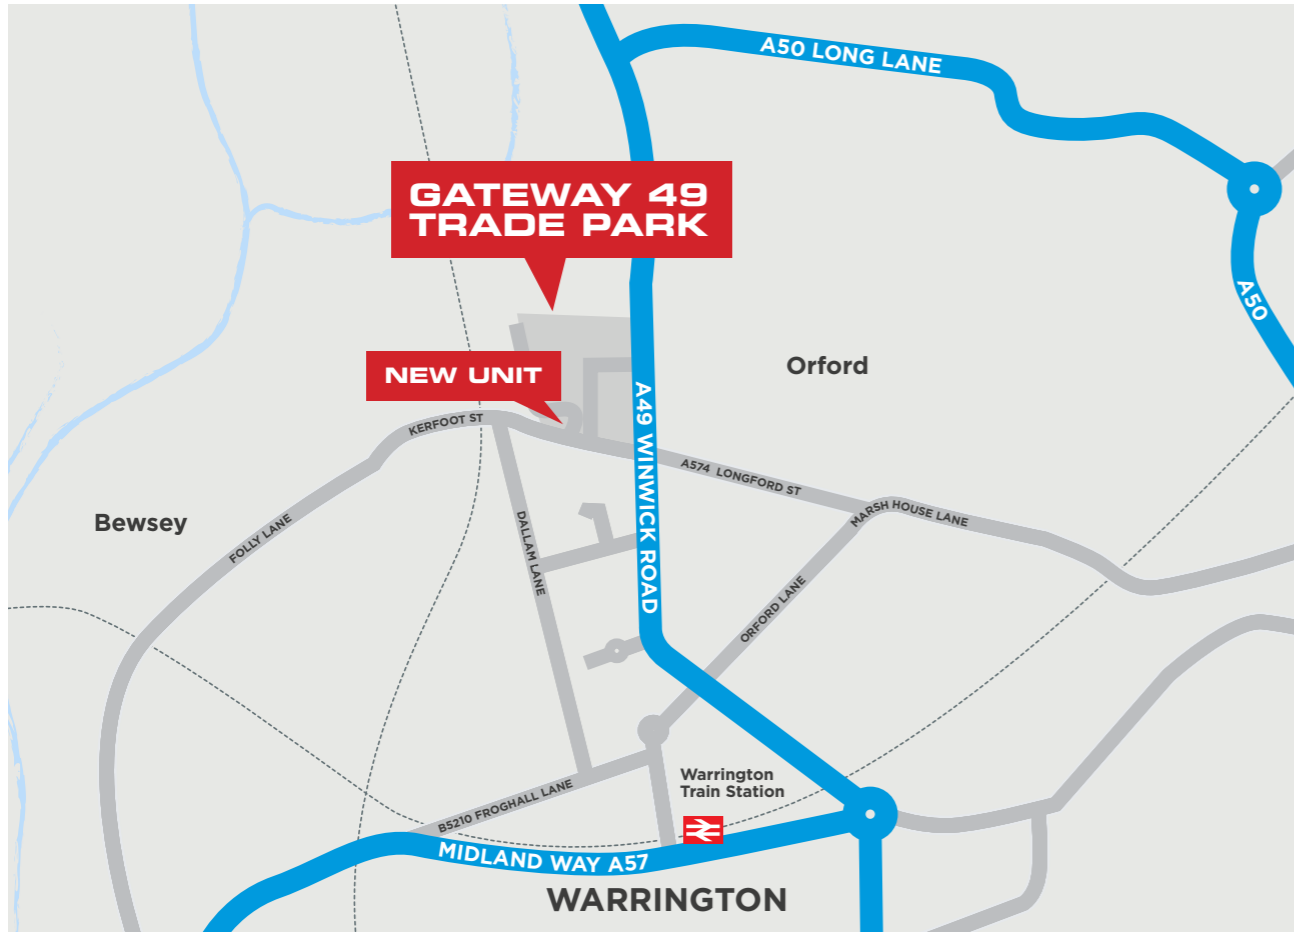 A50 LONG LANE
GATEWAY 49
TRADE PARK
A50
NEW UNIT
Orford
A49 WINWICK ROAD
KERFOOT ST
A574 LONGFORD ST
Bewsey
FOLLY LANE
DALLAM LANE
MARSH HOUSE LANE
ORFORD LANE
Warrington
Train Station
B5210 FROGHALL LANE
MIDLAND WAY A57
WARRINGTON